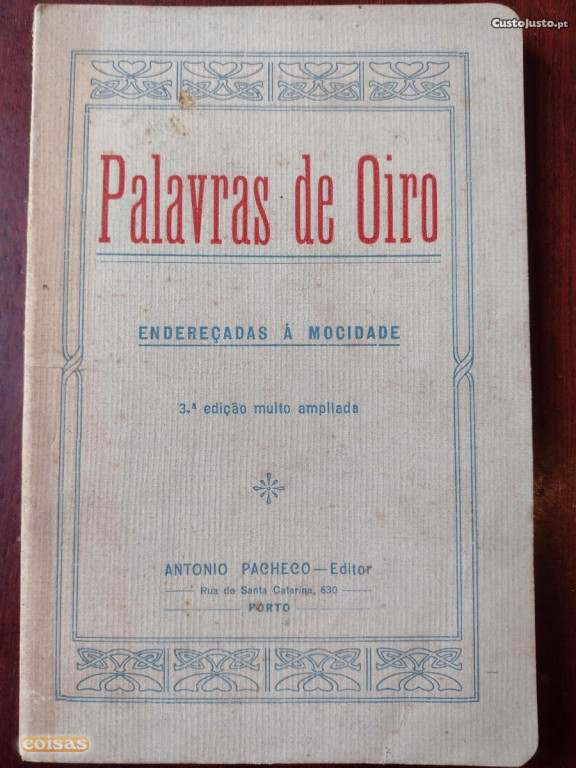 CustoJusto.pt
Palavras de Oiro
ENDEREÇADAS Á MOCIDADE
3.ª edição muito ampliada
ANTONIO PACHECO—Editor
Rua de Santa Catarina, 630
PORTO
coisas